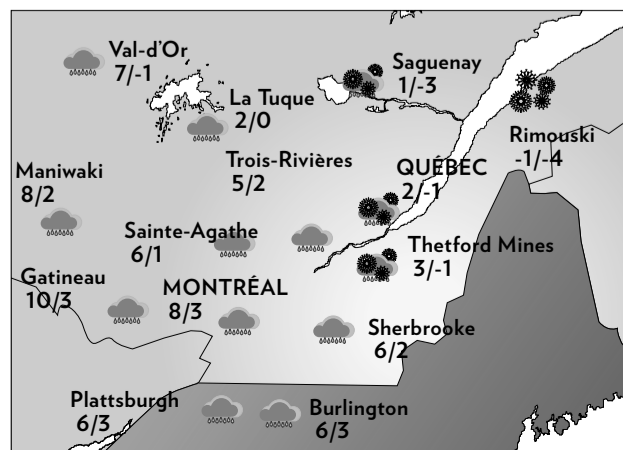 Val-d'Or
7/-1
Saguenay
1/-3
La Tuque
2/0
Rimouski
-1/-4
Trois-Rivières
5/2
Maniwaki
8/2
QUÉBEC
2/-1
Sainte-Agathe
6/1
Thetford Mines
3/-1
Gatineau
10/3
MONTRÉAL
8/3
Sherbrooke
6/2
Plattsburgh
6/3
Burlington
6/3